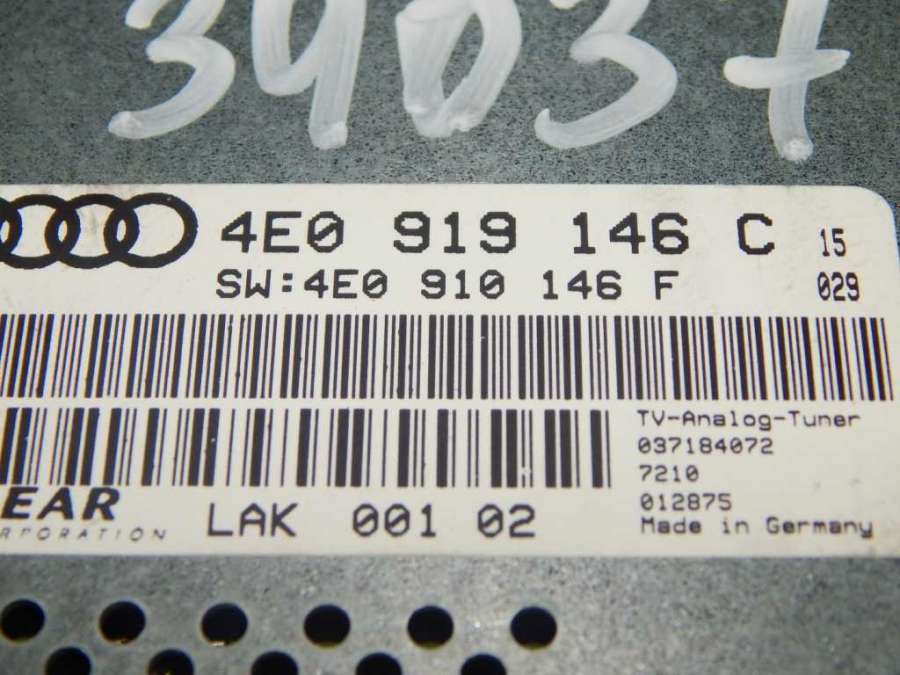 39037
4E0 919 146 C 15
SW:4E0 910 146 F 029
TV-Analog-Tuner
037184072
7210
012875
Made in Germany
EAR
RPORATION
LAK 001 02